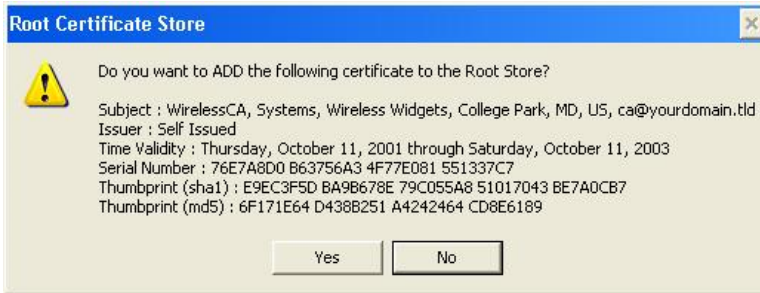 Root Certificate Store
Do you want to ADD the following certificate to the Root Store?
Subject : WirelessCA, Systems, Wireless Widgets, College Park, MD, US, ca@yourdomain.tld
Issuer : Self Issued
Time Validity : Thursday, October 11, 2001 through Saturday, October 11, 2003
Serial Number : 76E7A8D0 B63756A3 4F77E081 551337C7
Thumbprint (sha1) : E9EC3F5D BA9B678E 79C055A8 51017043 BE7A0CB7
Thumbprint (md5) : 6F171E64 D438B251 A4242464 CD8E6189
Yes
No